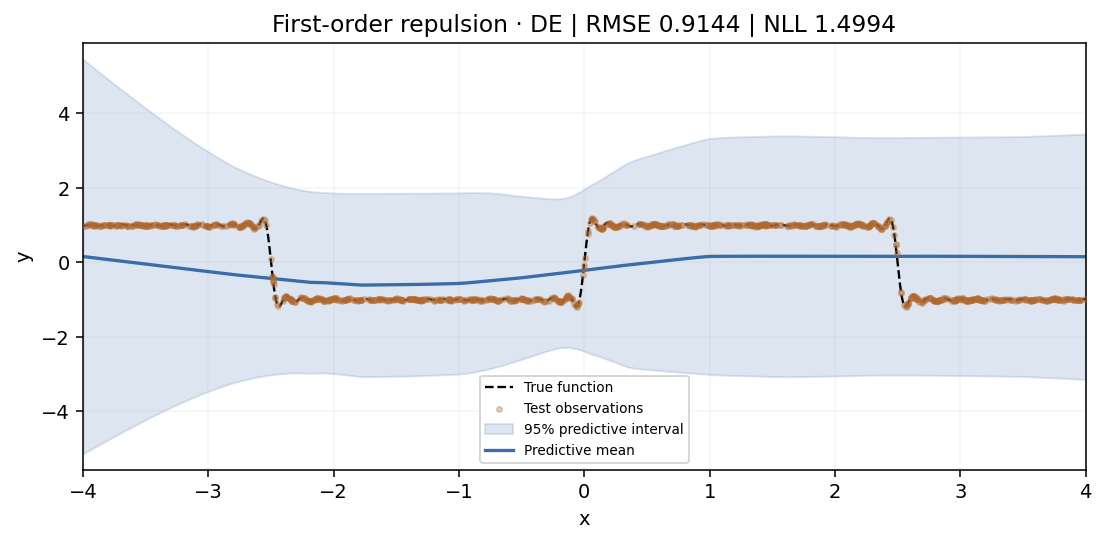 First-order repulsion · DE | RMSE 0.9144 | NLL 1.4994
y
4
2
0
−2
−4
True function
Test observations
95% predictive interval
Predictive mean
−4 −3 −2 −1 0 1 2 3 4
x